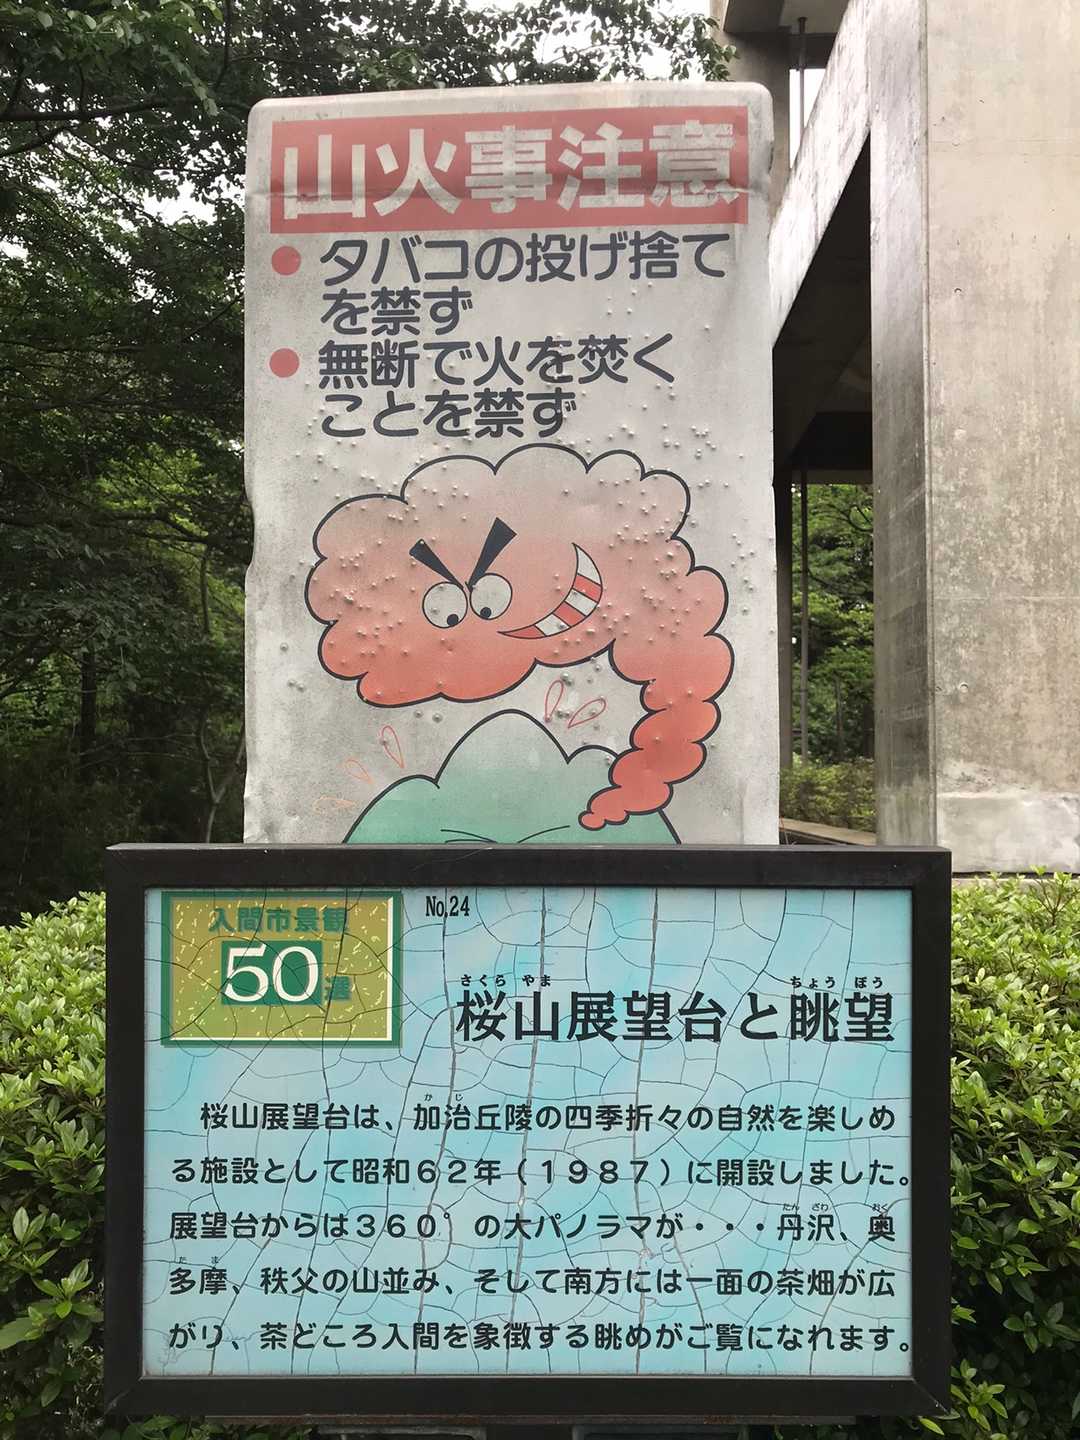 山火事注意
● タバコの投げ捨て
を禁ず
● 無断で火を焚く
ことを禁ず
入間市景観
50選
No.24
さくら やま ちょう ぼう
桜山展望台と眺望
か じ
桜山展望台は、加治丘陵の四季折々の自然を楽しめ
る施設として昭和６２年（１９８７）に開設しました。
たん ざわ おく
展望台からは３６０°の大パノラマが・・・丹沢、奥
た ま
多摩、秩父の山並み、そして南方には一面の茶畑が広
がり、茶どころ入間を象徴する眺めがご覧になれます。